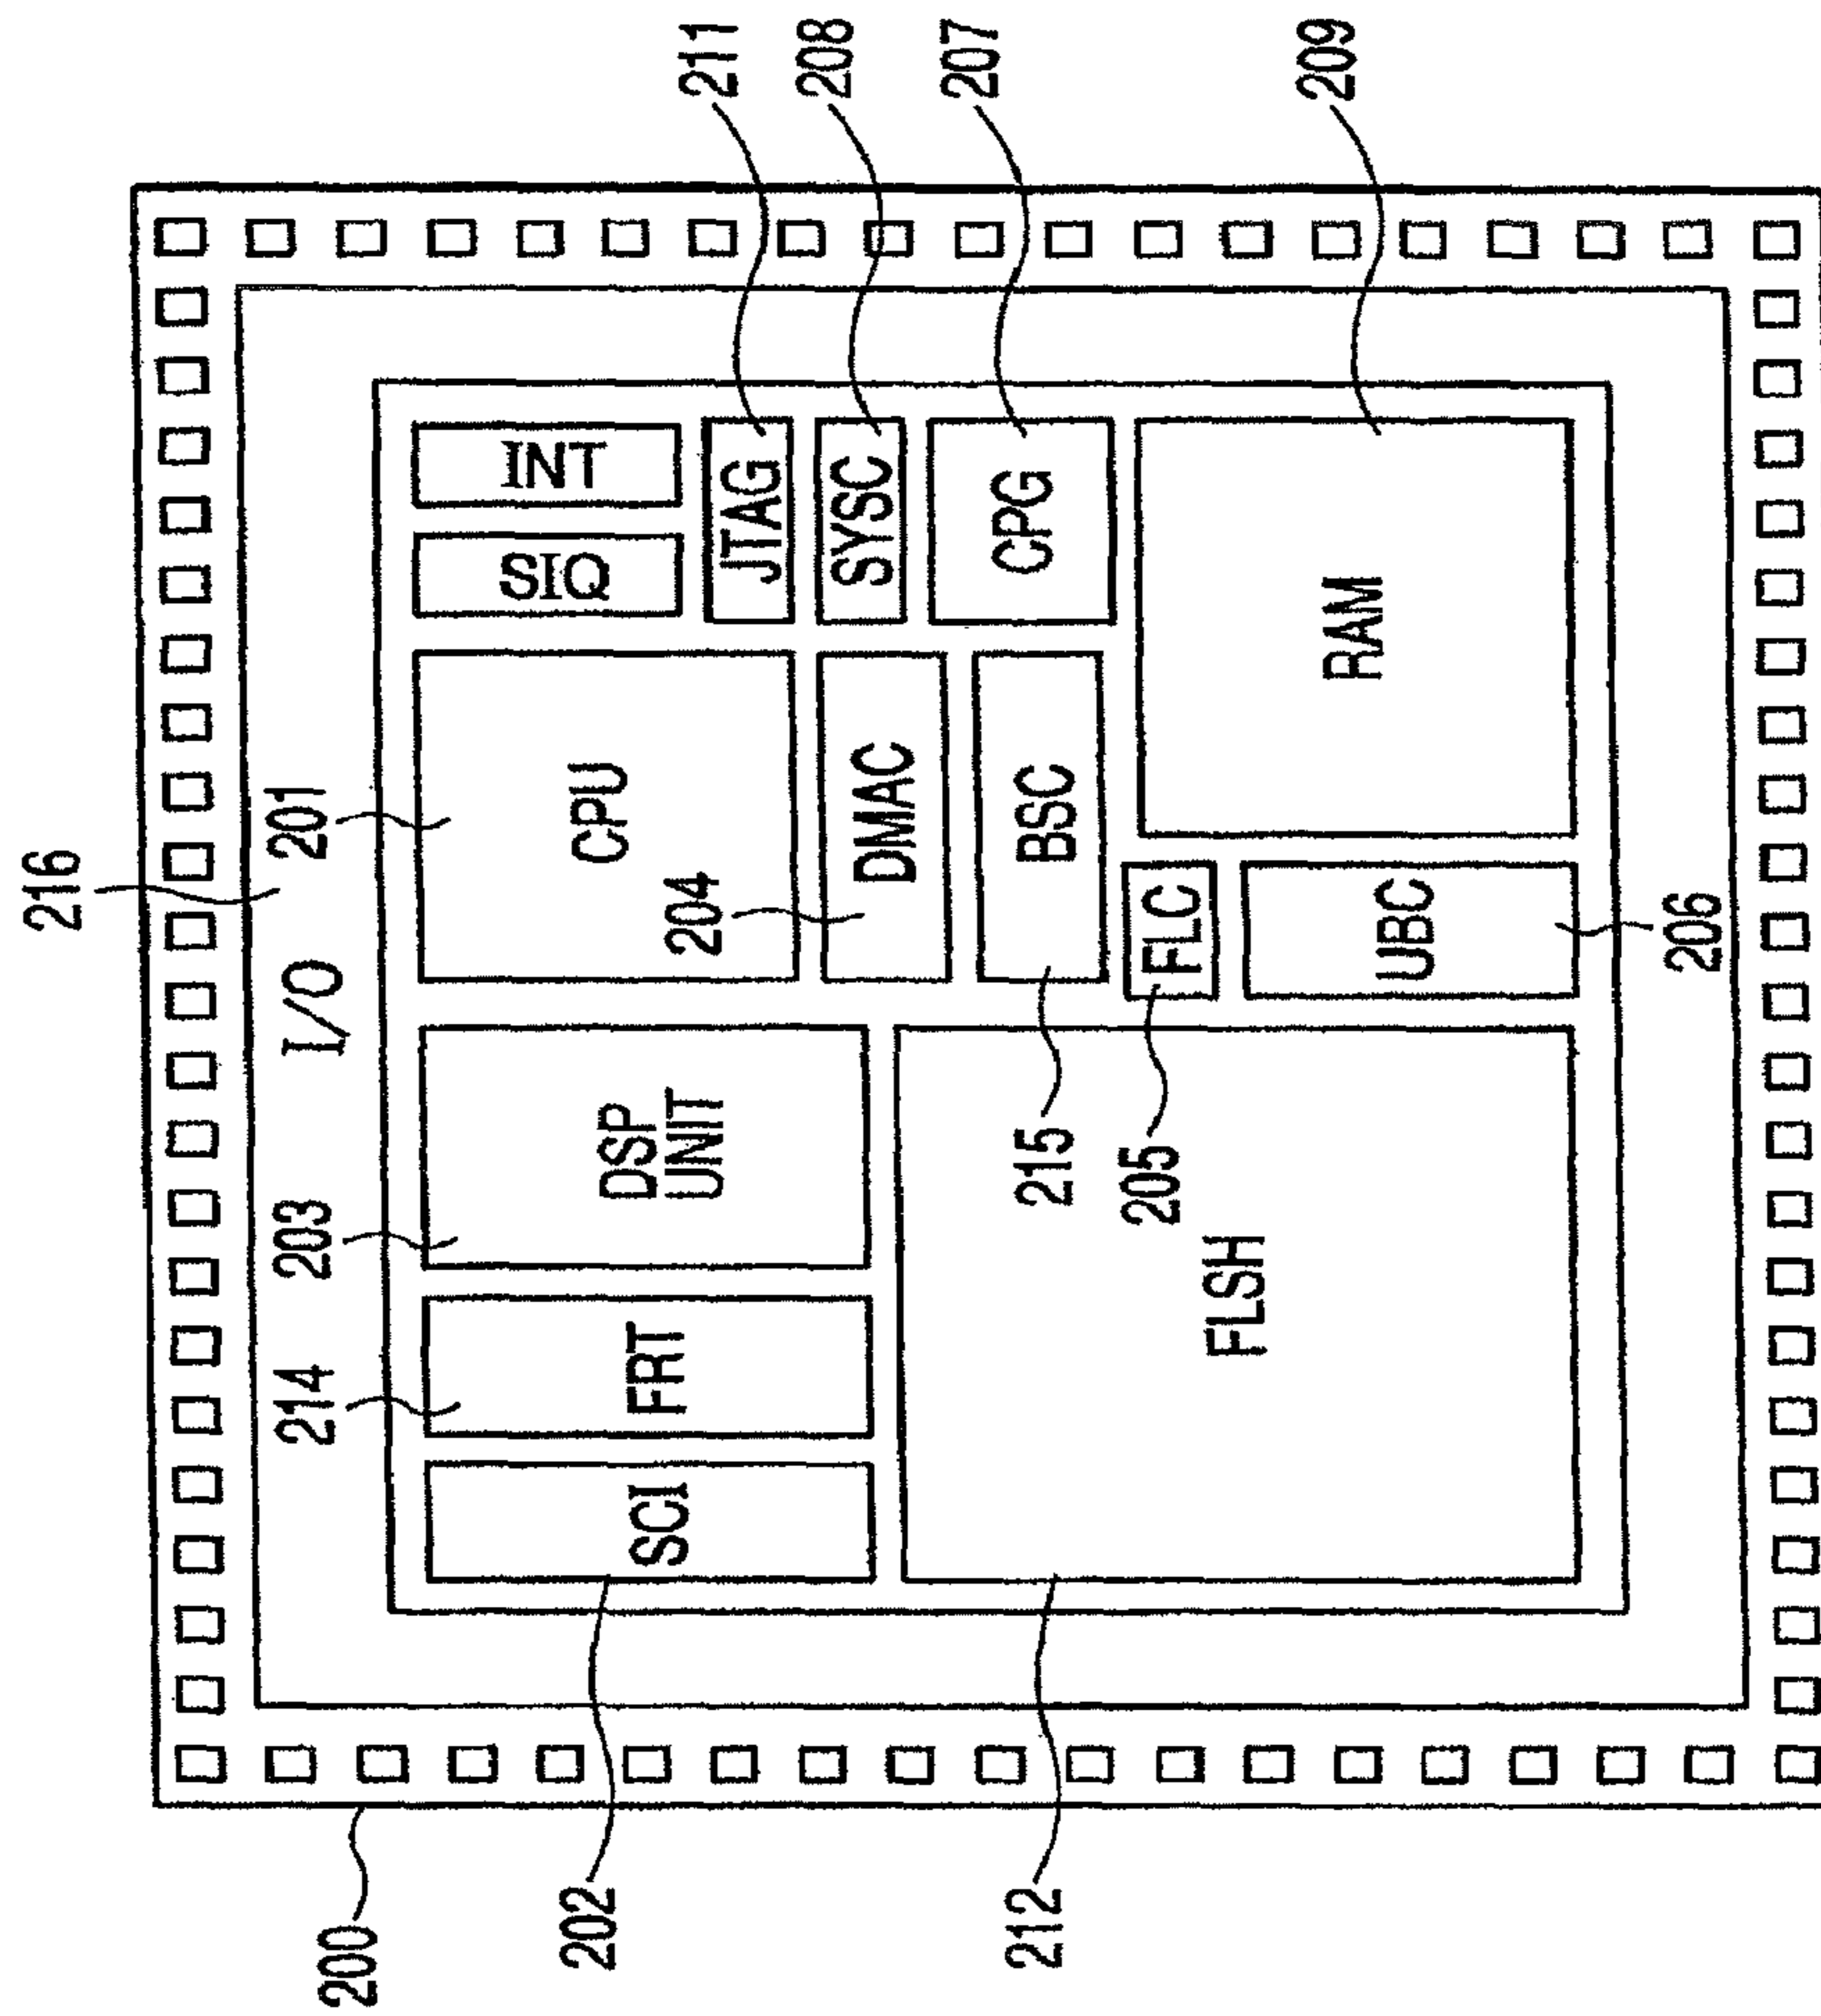 216
200
214
203
I/O
201
202
SCI
FRT
DSP
UNIT
CPU
SIQ
INT
204
JTAG
211
DMAC
SYSC
208
212
215
BSC
CPG
207
205
FLC
FLSH
UBC
RAM
209
206